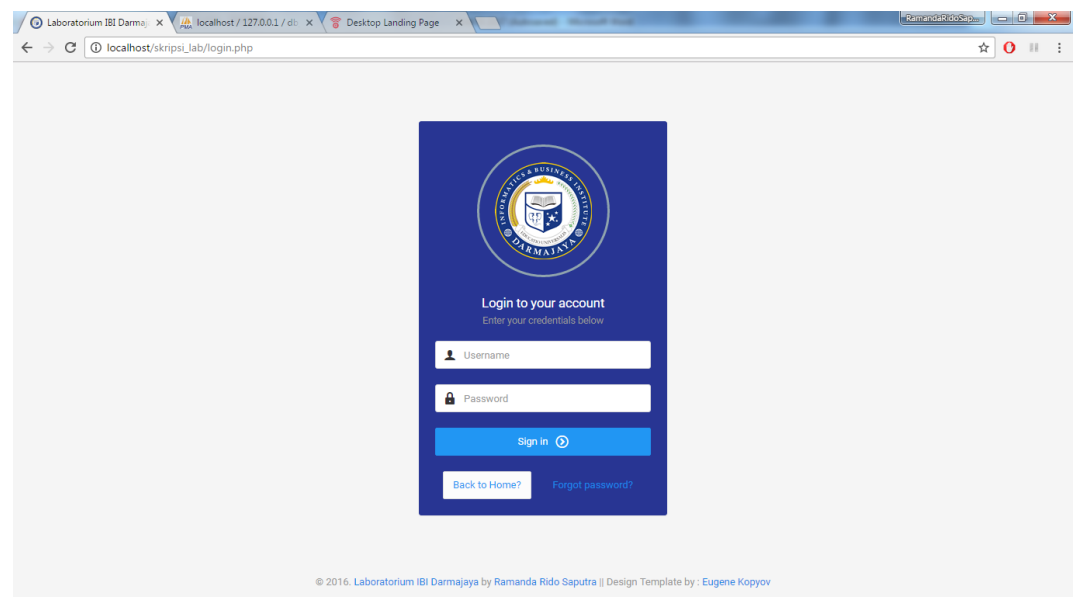 Laboratorium IBI Darmaj
localhost / 127.0.0.1 / db
Desktop Landing Page
RamandaRidoSap...
localhost/skripsi_lab/login.php
INFORMATICS & BUSINESS INSTITUTE
DARMAJAYA
Login to your account
Enter your credentials below
Username
Password
Sign in
Back to Home?
Forgot password?
© 2016. Laboratorium IBI Darmajaya by Ramanda Rido Saputra || Design Template by : Eugene Kopyov